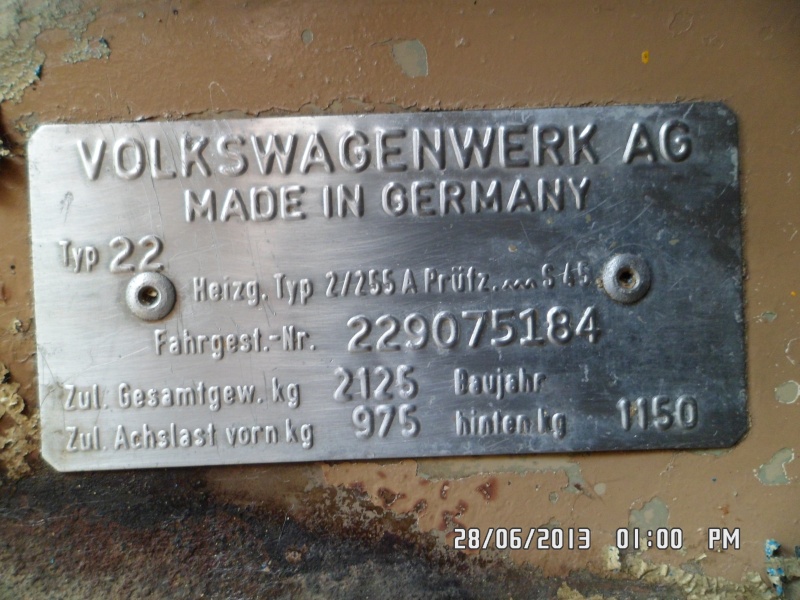 VOLKSWAGENWERK AG
MADE IN GERMANY
Typ 22
Heizg. Typ 2/255 A Prüfz. ... S 45
Fahrgest.-Nr. 229075184
Zul. Gesamtgew. kg 2125 Baujahr
Zul. Achslast vorn kg 975 hinten kg 1150
28/06/2013 01:00 PM